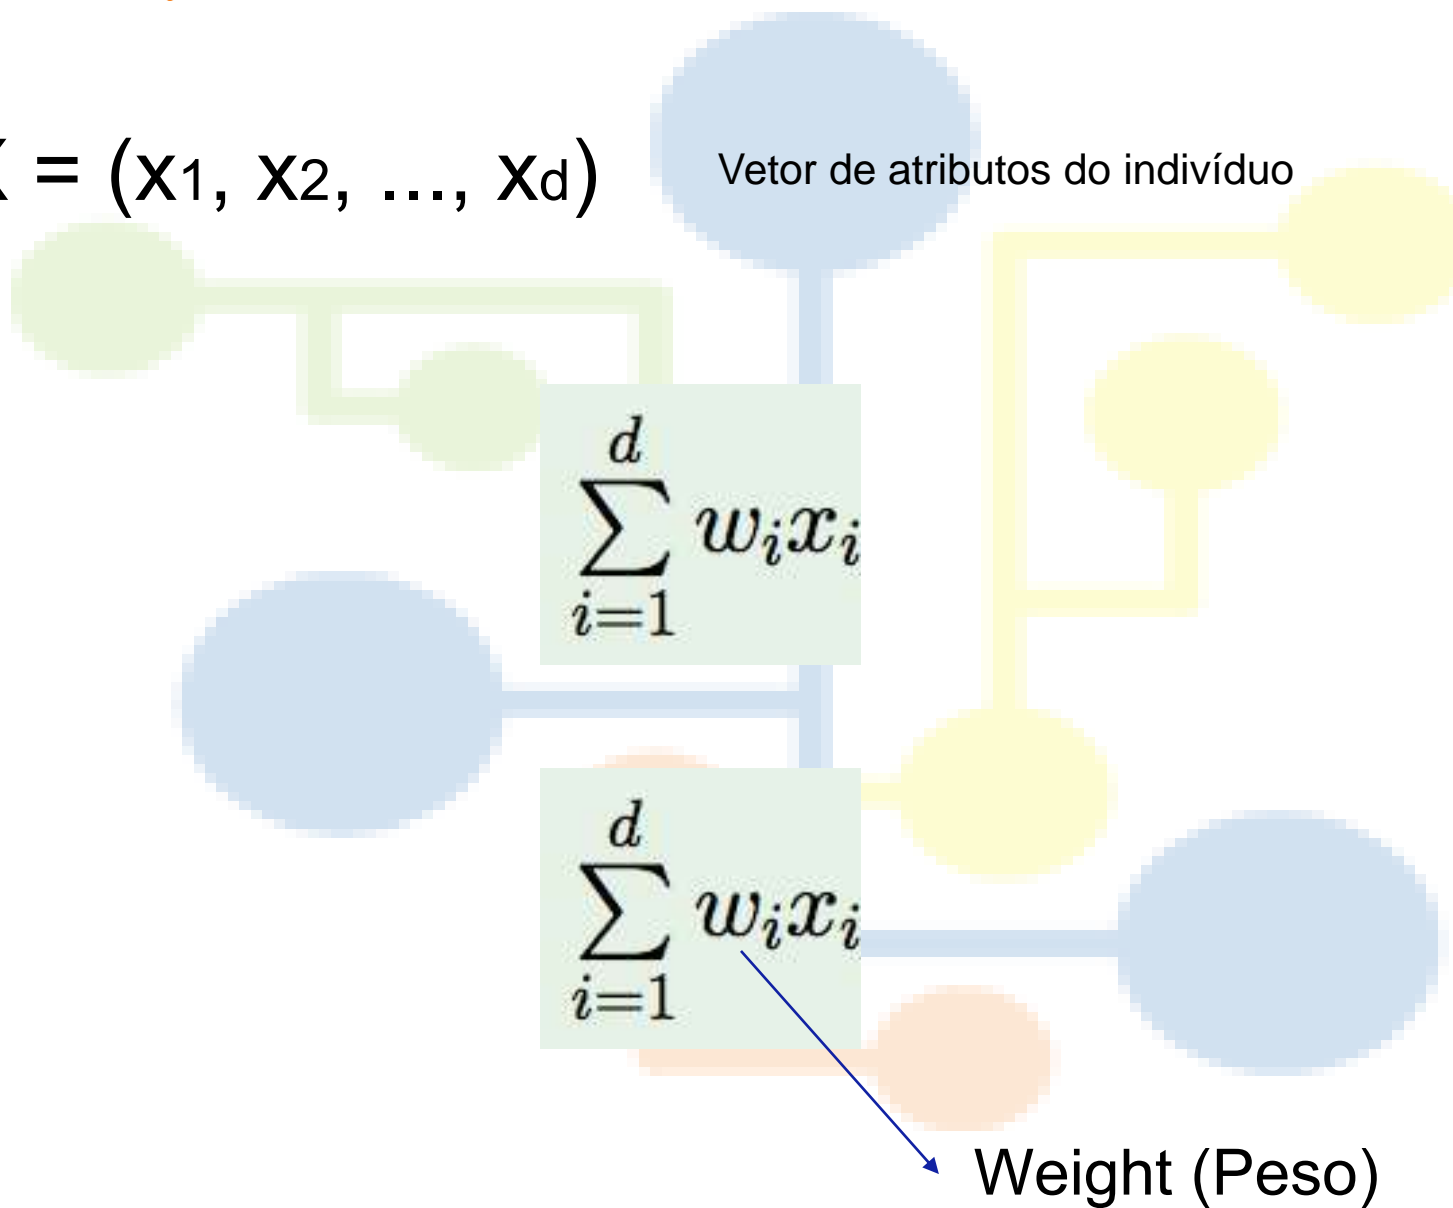 X = (x1, x2, ..., xd)
Vetor de atributos do indivíduo
d
∑ wixi
i=1
d
∑ wixi
i=1
Weight (Peso)